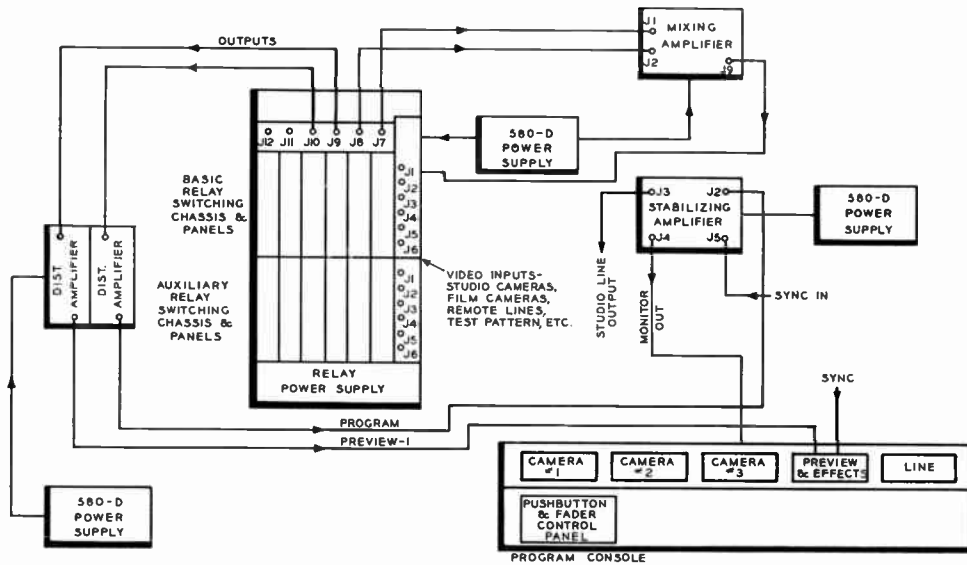 OUTPUTS
J1
MIXING
AMPLIFIER
J2
J9
J12
J11
J10
J9
J8
J7
580-D
POWER
SUPPLY
BASIC
RELAY
SWITCHING
CHASSIS &
PANELS
J1
J2
J3
J4
J5
J6
J3
J2
STABILIZING
AMPLIFIER
J4
J5
580-D
POWER
SUPPLY
DIST.
AMPLIFIER
DIST.
AMPLIFIER
AUXILIARY
RELAY
SWITCHING
CHASSIS &
PANELS
J1
J2
J3
J4
J5
J6
VIDEO INPUTS-
STUDIO CAMERAS,
FILM CAMERAS,
REMOTE LINES,
TEST PATTERN, ETC.
STUDIO LINE
OUTPUT
MONITOR
OUT
SYNC IN
RELAY
POWER SUPPLY
SYNC
PROGRAM
PREVIEW-1
CAMERA
#1
CAMERA
#2
CAMERA
#3
PREVIEW
& EFFECTS
LINE
580-D
POWER
SUPPLY
PUSHBUTTON
& FADER
CONTROL
PANEL
PROGRAM CONSOLE